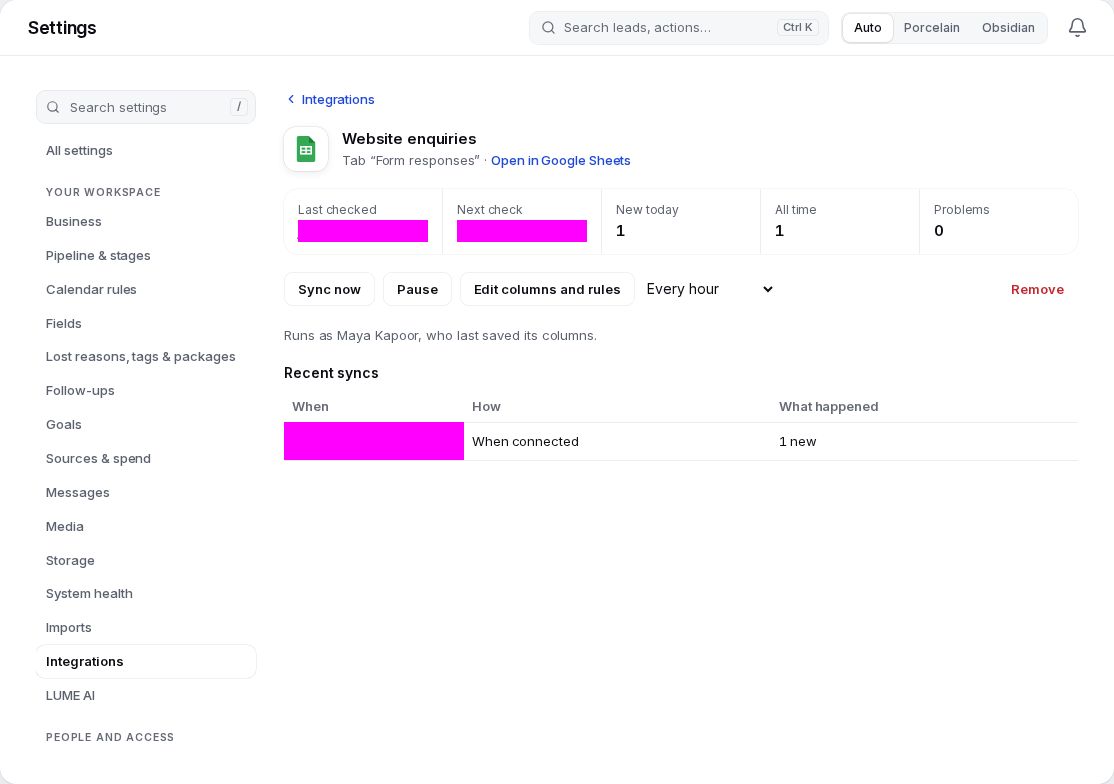 Settings
Search leads, actions…
Ctrl K
Auto
Porcelain
Obsidian
Search settings
/
All settings
YOUR WORKSPACE
Business
Pipeline & stages
Calendar rules
Fields
Lost reasons, tags & packages
Follow-ups
Goals
Sources & spend
Messages
Media
Storage
System health
Imports
Integrations
LUME AI
PEOPLE AND ACCESS
Integrations
Website enquiries
Tab “Form responses” · Open in Google Sheets
Last checked
Next check
New today
1
All time
1
Problems
0
Sync now
Pause
Edit columns and rules
Every hour
Remove
Runs as Maya Kapoor, who last saved its columns.
Recent syncs
When
How
What happened
When connected
1 new